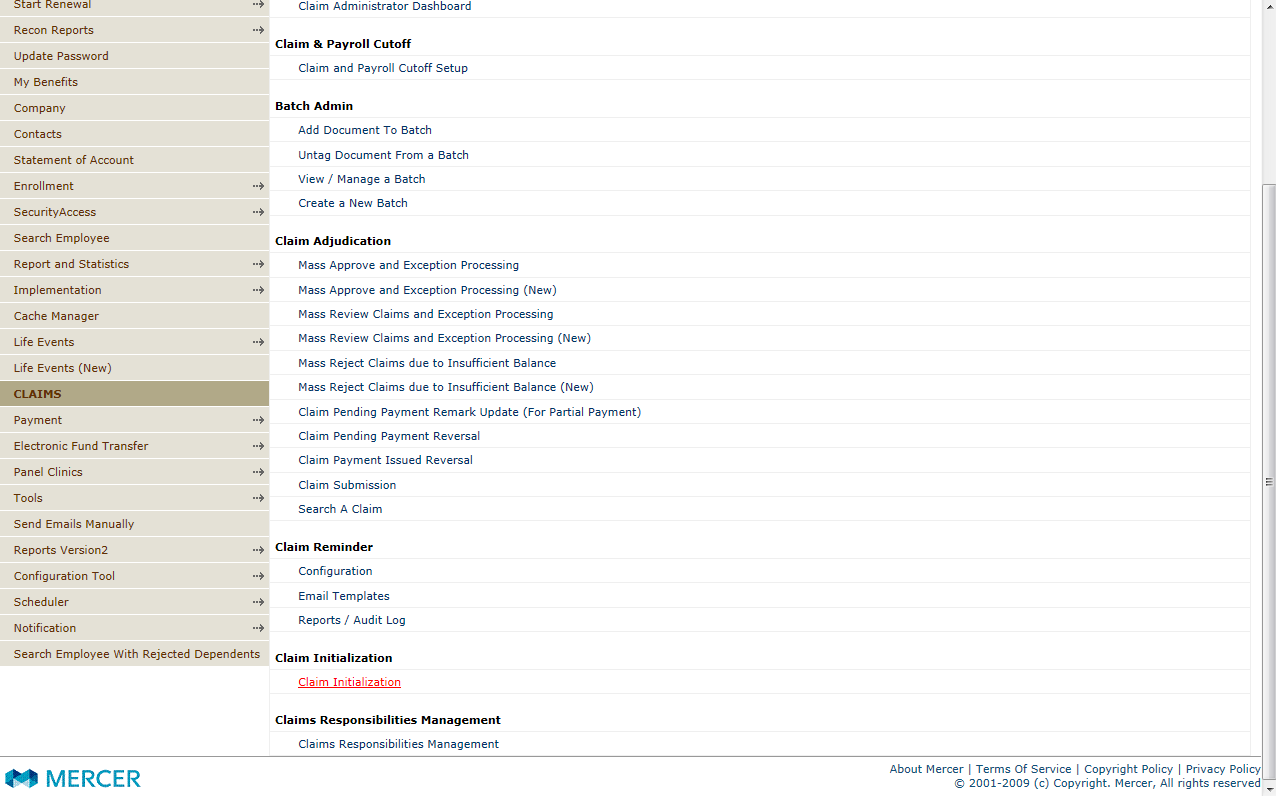 Start Renewal
Recon Reports
Update Password
My Benefits
Company
Contacts
Statement of Account
Enrollment
SecurityAccess
Search Employee
Report and Statistics
Implementation
Cache Manager
Life Events
Life Events (New)
CLAIMS
Payment
Electronic Fund Transfer
Panel Clinics
Tools
Send Emails Manually
Reports Version2
Configuration Tool
Scheduler
Notification
Search Employee With Rejected Dependents
Claim Administrator Dashboard
Claim & Payroll Cutoff
Claim and Payroll Cutoff Setup
Batch Admin
Add Document To Batch
Untag Document From a Batch
View / Manage a Batch
Create a New Batch
Claim Adjudication
Mass Approve and Exception Processing
Mass Approve and Exception Processing (New)
Mass Review Claims and Exception Processing
Mass Review Claims and Exception Processing (New)
Mass Reject Claims due to Insufficient Balance
Mass Reject Claims due to Insufficient Balance (New)
Claim Pending Payment Remark Update (For Partial Payment)
Claim Pending Payment Reversal
Claim Payment Issued Reversal
Claim Submission
Search A Claim
Claim Reminder
Configuration
Email Templates
Reports / Audit Log
Claim Initialization
Claim Initialization
Claims Responsibilities Management
Claims Responsibilities Management
MERCER
About Mercer | Terms Of Service | Copyright Policy | Privacy Policy
© 2001-2009 (c) Copyright. Mercer, All rights reserved